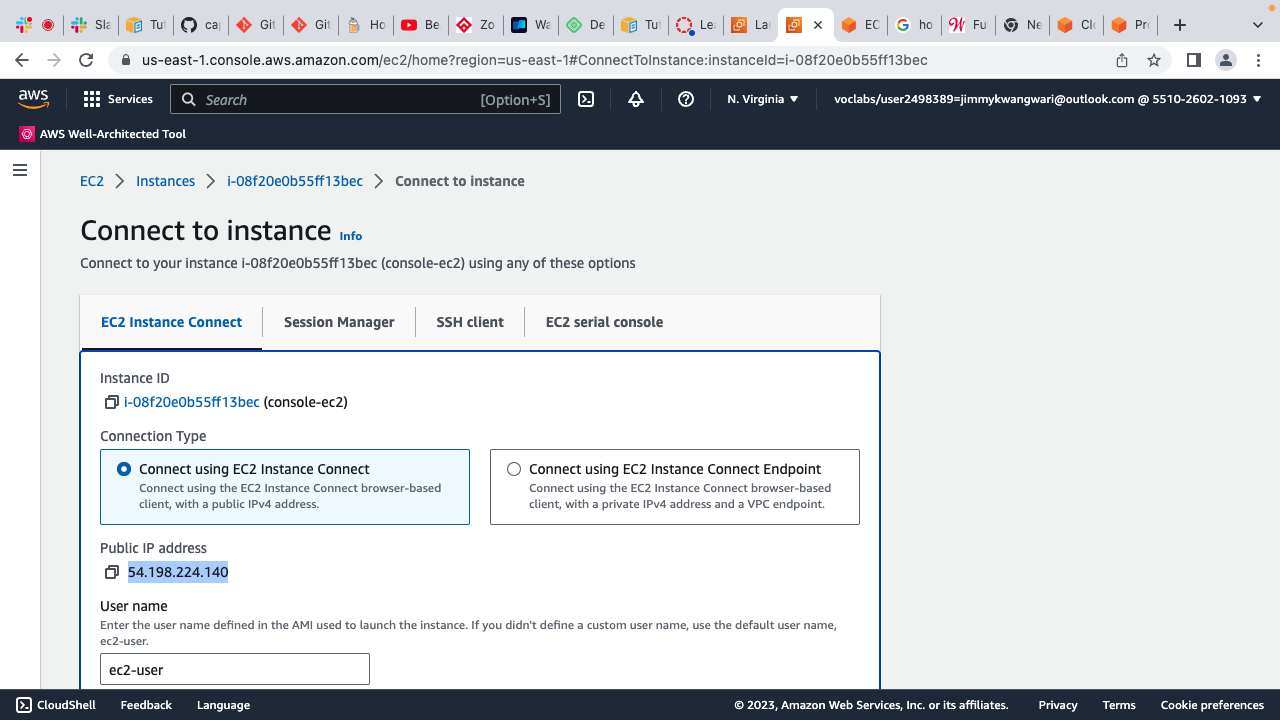 Sla
Tut
cap
Git
Git
Ho
Be
Zo
Wa
De
Tut
Lea
Lau
EC
ho
Fu
Ne
Clo
Pro
us-east-1.console.aws.amazon.com/ec2/home?region=us-east-1#ConnectToInstance:instanceId=i-08f20e0b55ff13bec
aws
Services
Search
[Option+S]
N. Virginia
voclabs/user2498389=jimmykwangwari@outlook.com @ 5510-2602-1093
AWS Well-Architected Tool
EC2
Instances
i-08f20e0b55ff13bec
Connect to instance
Connect to instance Info
Connect to your instance i-08f20e0b55ff13bec (console-ec2) using any of these options
EC2 Instance Connect
Session Manager
SSH client
EC2 serial console
Instance ID
i-08f20e0b55ff13bec (console-ec2)
Connection Type
Connect using EC2 Instance Connect
Connect using the EC2 Instance Connect browser-based
client, with a public IPv4 address.
Connect using EC2 Instance Connect Endpoint
Connect using the EC2 Instance Connect browser-based
client, with a private IPv4 address and a VPC endpoint.
Public IP address
54.198.224.140
User name
Enter the user name defined in the AMI used to launch the instance. If you didn't define a custom user name, use the default user name,
ec2-user.
ec2-user
CloudShell
Feedback
Language
© 2023, Amazon Web Services, Inc. or its affiliates.
Privacy
Terms
Cookie preferences